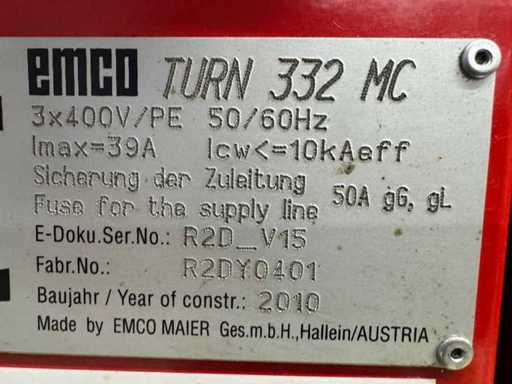 emco TURN 332 MC
3x400V/PE 50/60Hz
Imax=39A Icw<=10kAeff
Sicherung der Zuleitung
Fuse for the supply line 50A gG, gL
E-Doku.Ser.No.: R2D_V15
Fabr.No.: R2DY0401
Baujahr / Year of constr.: 2010
Made by EMCO MAIER Ges.m.b.H.,Hallein/AUSTRIA